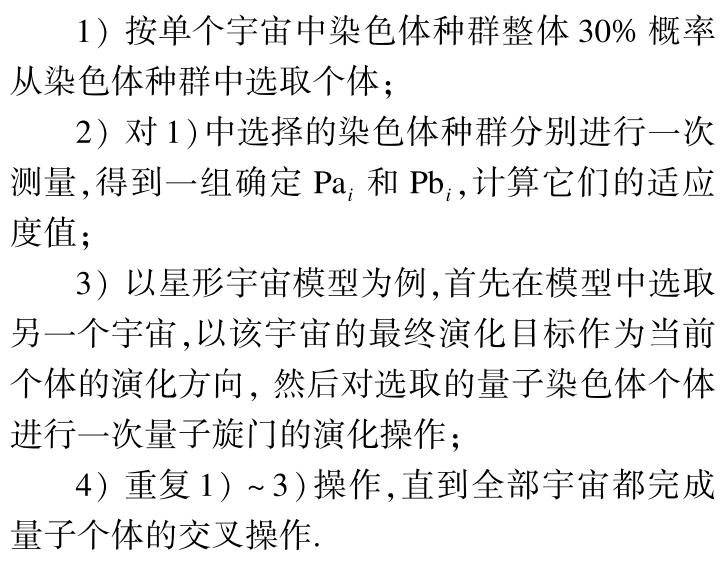 1) 按单个宇宙中染色体种群整体 30% 概率
从染色体种群中选取个体;
2) 对1)中选择的染色体种群分别进行一次
测量,得到一组确定 Paᵢ 和 Pbᵢ,计算它们的适应
度值;
3) 以星形宇宙模型为例,首先在模型中选取
另一个宇宙,以该宇宙的最终演化目标作为当前
个体的演化方向, 然后对选取的量子染色体个体
进行一次量子旋门的演化操作;
4) 重复1) ~3)操作,直到全部宇宙都完成
量子个体的交叉操作.